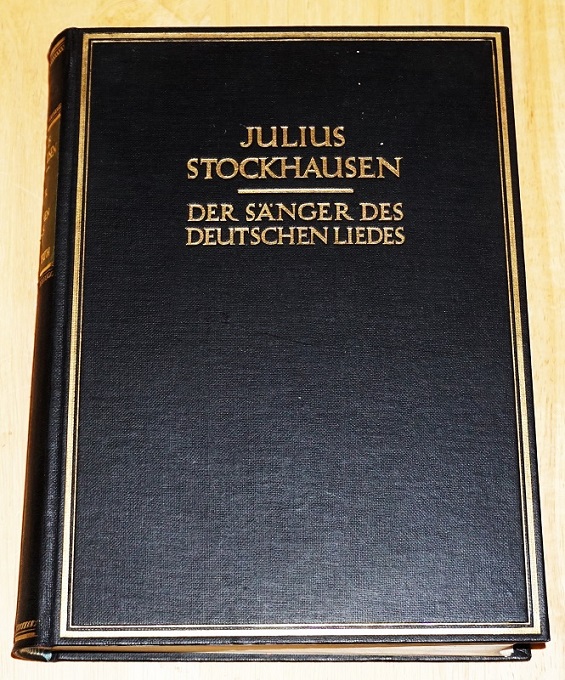 JULIUS
STOCKHAUSEN
DER SÄNGER DES
DEUTSCHEN LIEDES